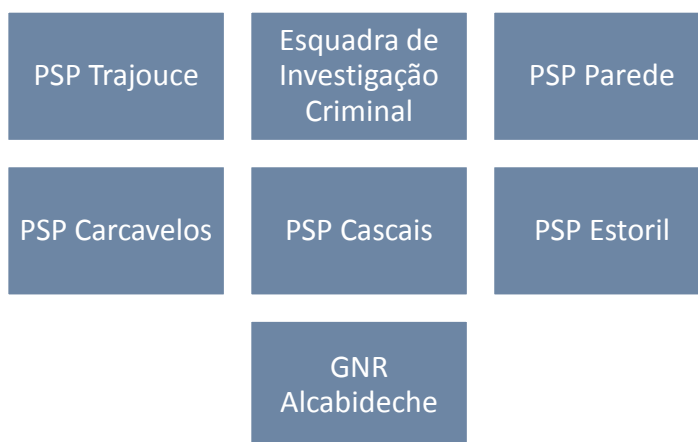 PSP Trajouce
Esquadra de
Investigação
Criminal
PSP Parede
PSP Carcavelos
PSP Cascais
PSP Estoril
GNR
Alcabideche